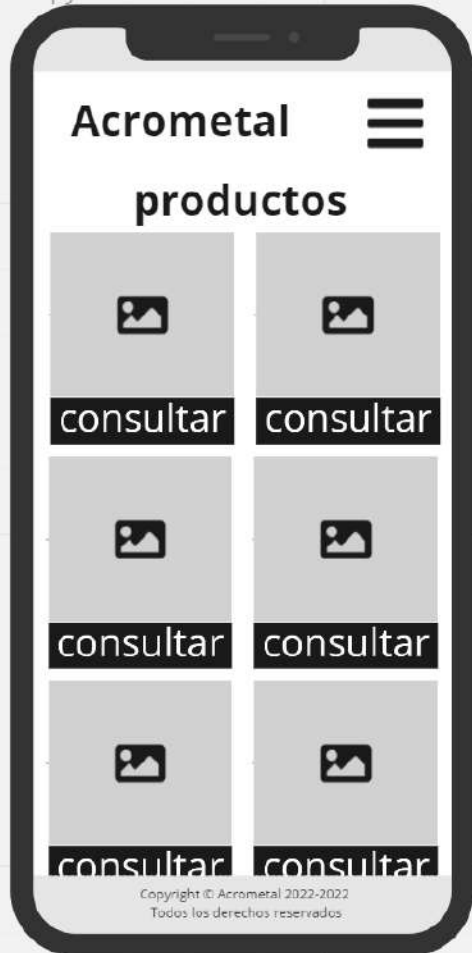 Acrometal
productos
consultar consultar
consultar consultar
consultar consultar
Copyright © Acrometal 2022-2022
Todos los derechos reservados